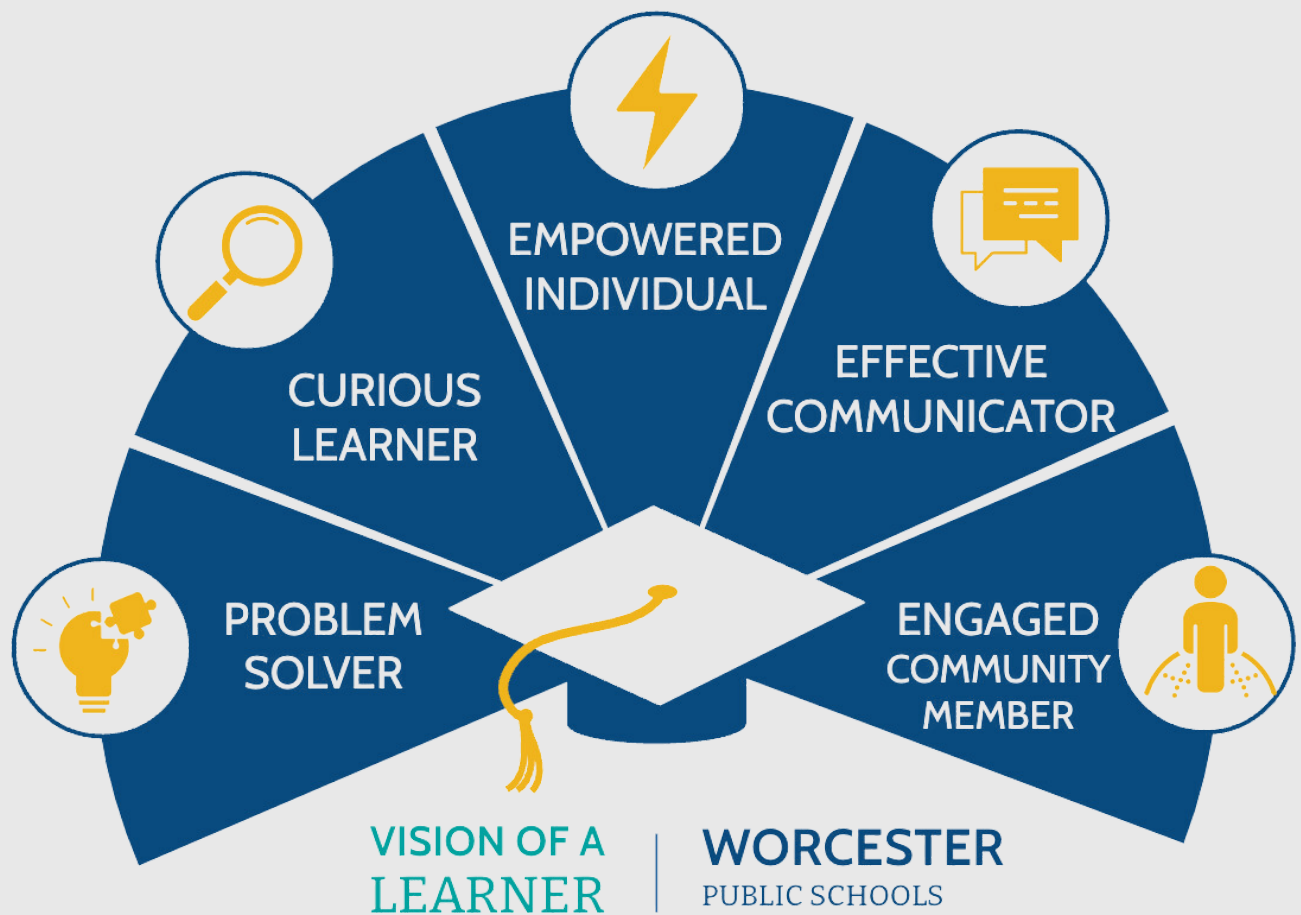 EMPOWERED
INDIVIDUAL
CURIOUS
LEARNER
EFFECTIVE
COMMUNICATOR
PROBLEM
SOLVER
ENGAGED
COMMUNITY
MEMBER
VISION OF A
LEARNER
WORCESTER
PUBLIC SCHOOLS